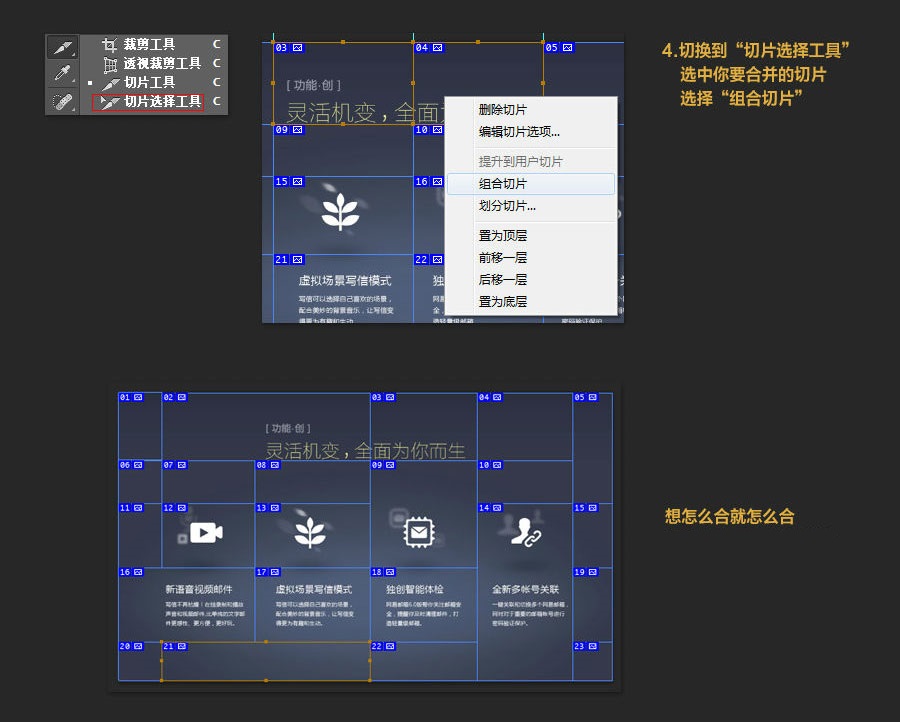 裁剪工具 C
透视裁剪工具 C
切片工具 C
切片选择工具 C
4.切换到“切片选择工具”
选中你要合并的切片
选择“组合切片”
03
04
05
[ 功能·创 ]
灵活机变，全面为
09
10
15
16
21
22
虚拟场景写信模式
写信可以选择自己喜欢的场景，
配合美妙的背景音乐，让写信变
得更为有趣和生动。
独
删除切片
编辑切片选项...
提升到用户切片
组合切片
划分切片...
置为顶层
前移一层
后移一层
置为底层
01
02
03
04
05
[ 功能·创 ]
灵活机变，全面为你而生
06
07
08
09
10
11
12
13
14
15
想怎么合就怎么合
16
17
18
19
新语音视频邮件
写信不再枯燥！在线录制和播放
声音和视频邮件,比单纯的文字邮
件更感性、更方便，更好玩。
虚拟场景写信模式
写信可以选择自己喜欢的场景，
配合美妙的背景音乐，让写信变
得更为有趣和生动。
独创智能体检
网易邮箱6.0能帮你关注邮箱安
全，提醒你及时清理邮件，打
造轻量级邮箱。
全新多帐号关联
一键关联和切换多个网易邮箱，
同时对于重要的邮箱帐号进行
密码验证保护。
20
21
22
23